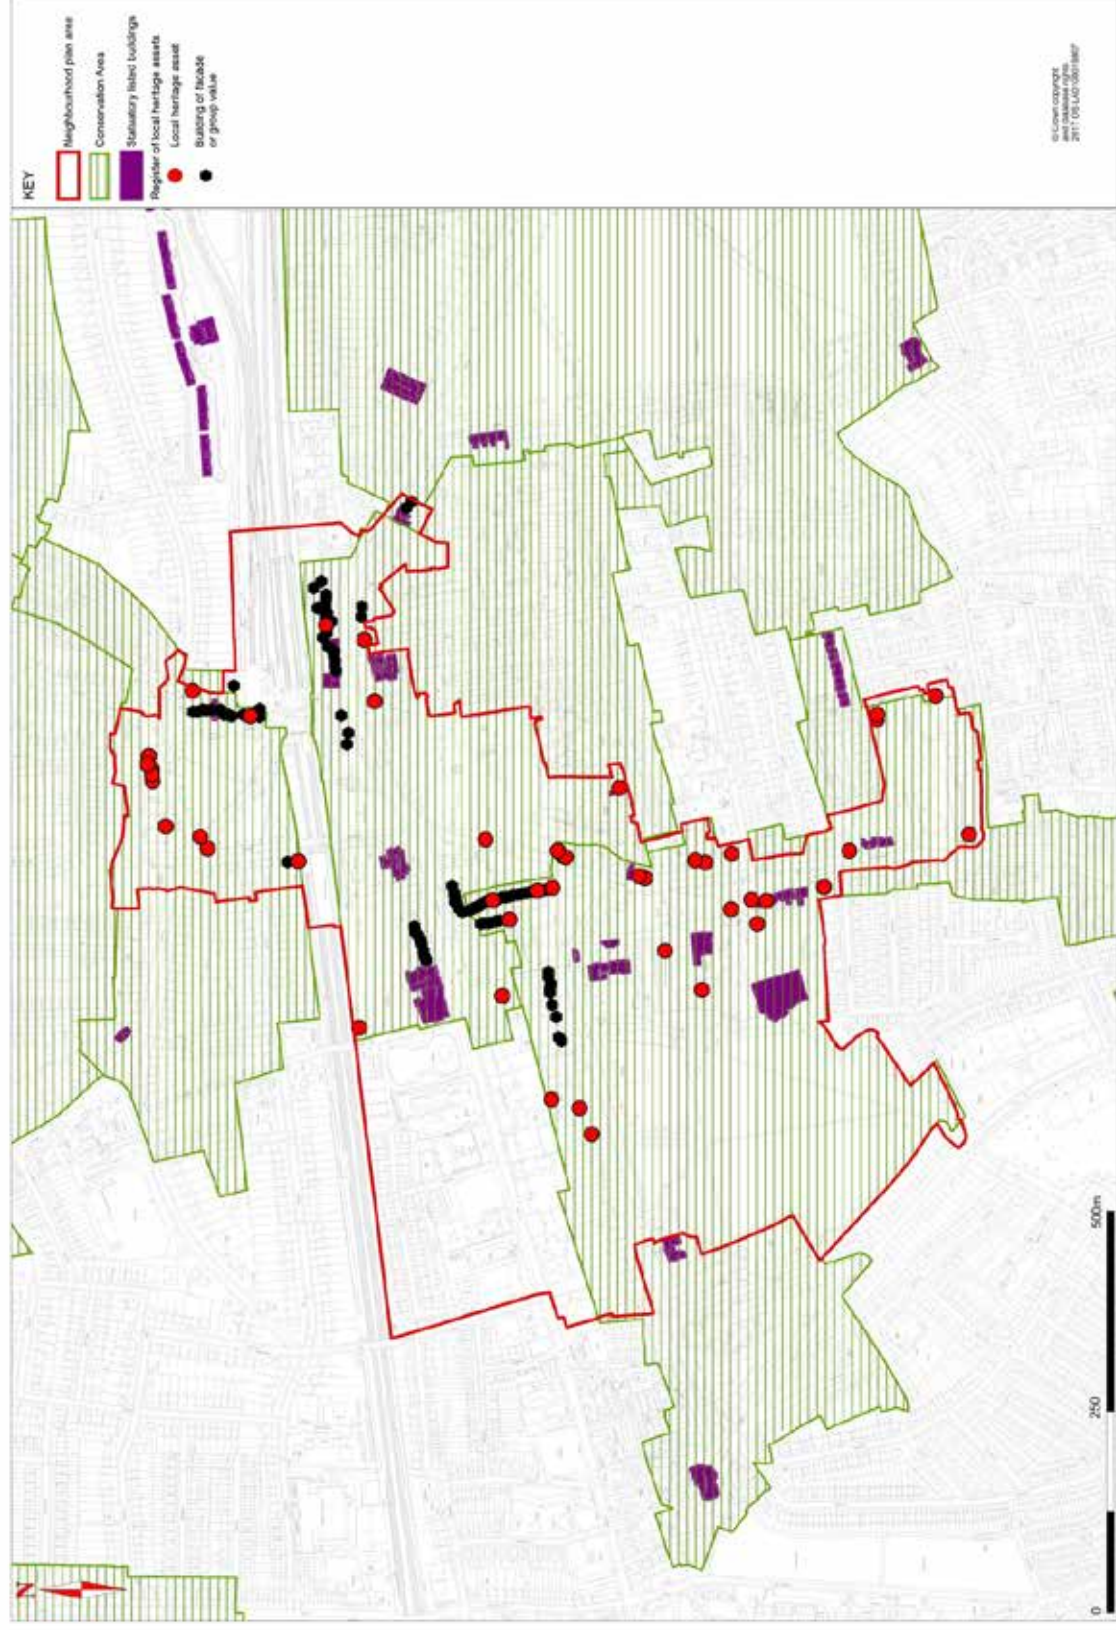 KEY
Neighbourhood plan area
Conservation Area
Statuatory listed buildings
Register of local heritage assets
Local heritage asset
Building of facade
or group value
© Crown copyright
and database rights
N
0
250
500m